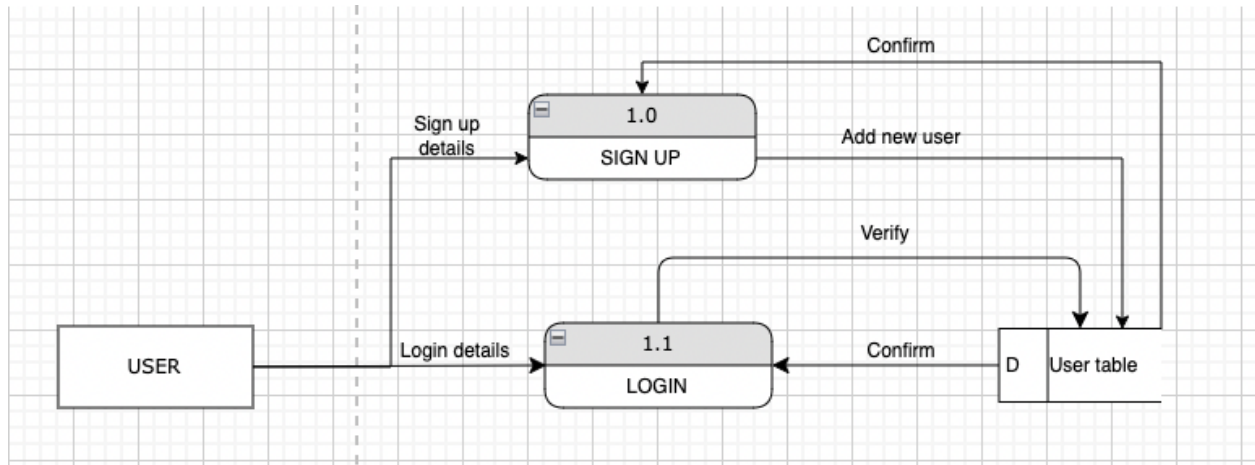 Confirm
1.0
SIGN UP
Sign up
details
Add new user
Verify
USER
Login details
1.1
LOGIN
Confirm
D
User table